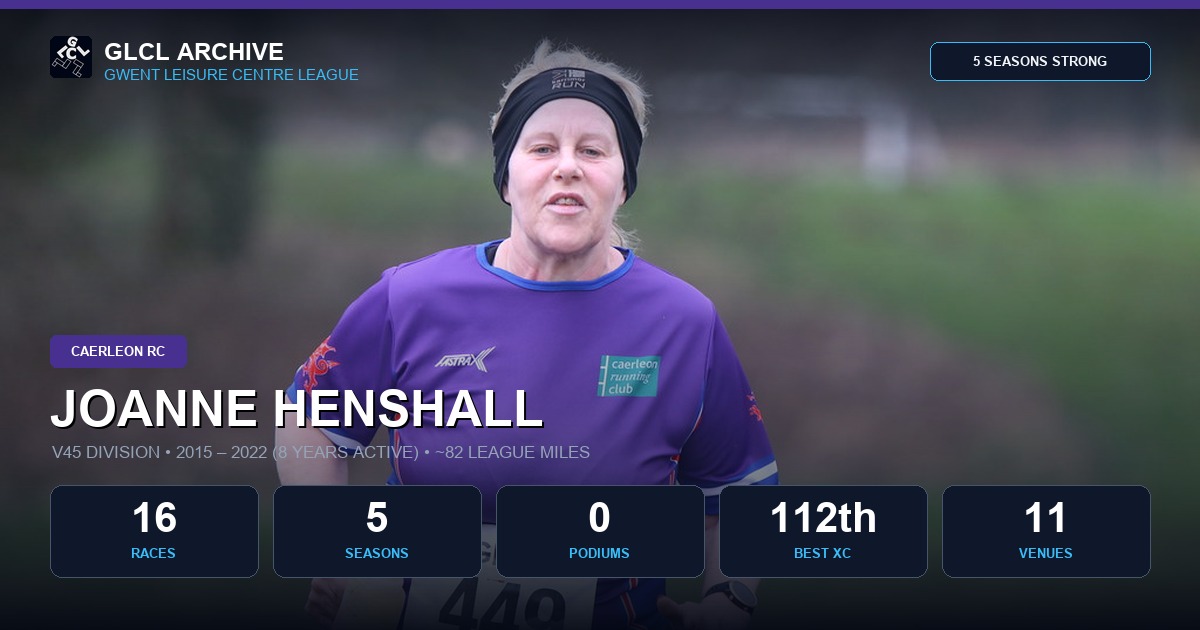 GLCL ARCHIVE
GWENT LEISURE CENTRE LEAGUE
5 SEASONS STRONG
RUN
ASTRAX
caerleon
running
club
CAERLEON RC
JOANNE HENSHALL
V45 DIVISION • 2015 – 2022 (8 YEARS ACTIVE) • ~82 LEAGUE MILES
16
RACES
5
SEASONS
0
PODIUMS
112th
BEST XC
11
VENUES
449